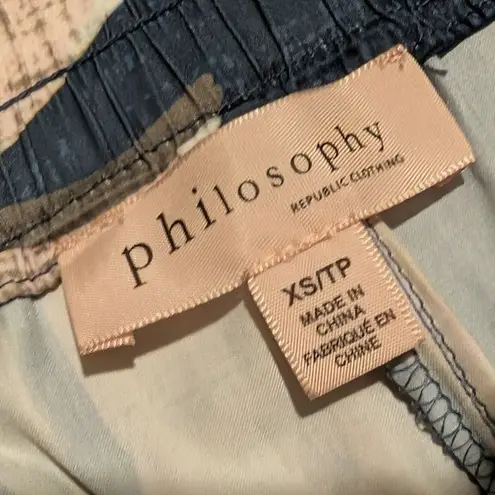 philosophy
REPUBLIC CLOTHING
XS/TP
MADE IN
CHINA
FABRIQUÉ EN
CHINE